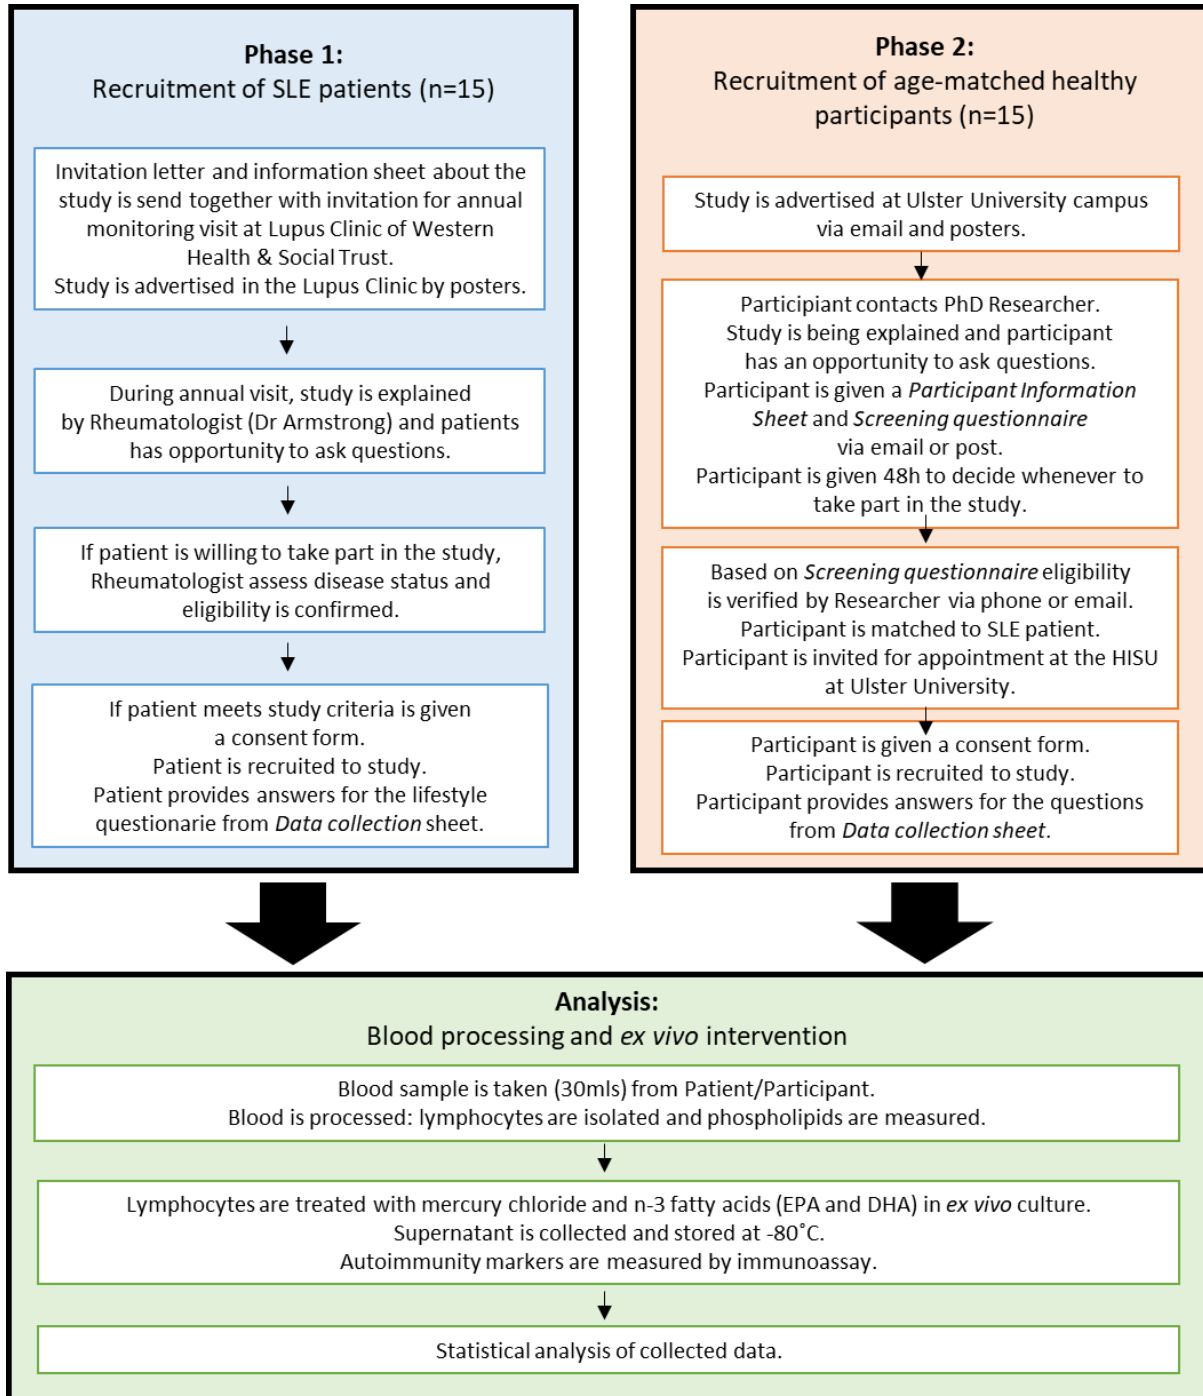 Phase 1:
Recruitment of SLE patients (n=15)
Invitation letter and information sheet about the
study is send together with invitation for annual
monitoring visit at Lupus Clinic of Western
Health & Social Trust.
Study is advertised in the Lupus Clinic by posters.
During annual visit, study is explained
by Rheumatologist (Dr Armstrong) and patients
has opportunity to ask questions.
If patient is willing to take part in the study,
Rheumatologist assess disease status and
eligibility is confirmed.
If patient meets study criteria is given
a consent form.
Patient is recruited to study.
Patient provides answers for the lifestyle
questionarie from Data collection sheet.
Phase 2:
Recruitment of age-matched healthy
participants (n=15)
Study is advertised at Ulster University campus
via email and posters.
Participiant contacts PhD Researcher.
Study is being explained and participant
has an opportunity to ask questions.
Participant is given a Participant Information
Sheet and Screening questionnaire
via email or post.
Participant is given 48h to decide whenever to
take part in the study.
Based on Screening questionnaire eligibility
is verified by Researcher via phone or email.
Participant is matched to SLE patient.
Participant is invited for appointment at the HISU
at Ulster University.
Participant is given a consent form.
Participant is recruited to study.
Participant provides answers for the questions
from Data collection sheet.
Analysis:
Blood processing and ex vivo intervention
Blood sample is taken (30mls) from Patient/Participant.
Blood is processed: lymphocytes are isolated and phospholipids are measured.
Lymphocytes are treated with mercury chloride and n-3 fatty acids (EPA and DHA) in ex vivo culture.
Supernatant is collected and stored at -80˚C.
Autoimmunity markers are measured by immunoassay.
Statistical analysis of collected data.